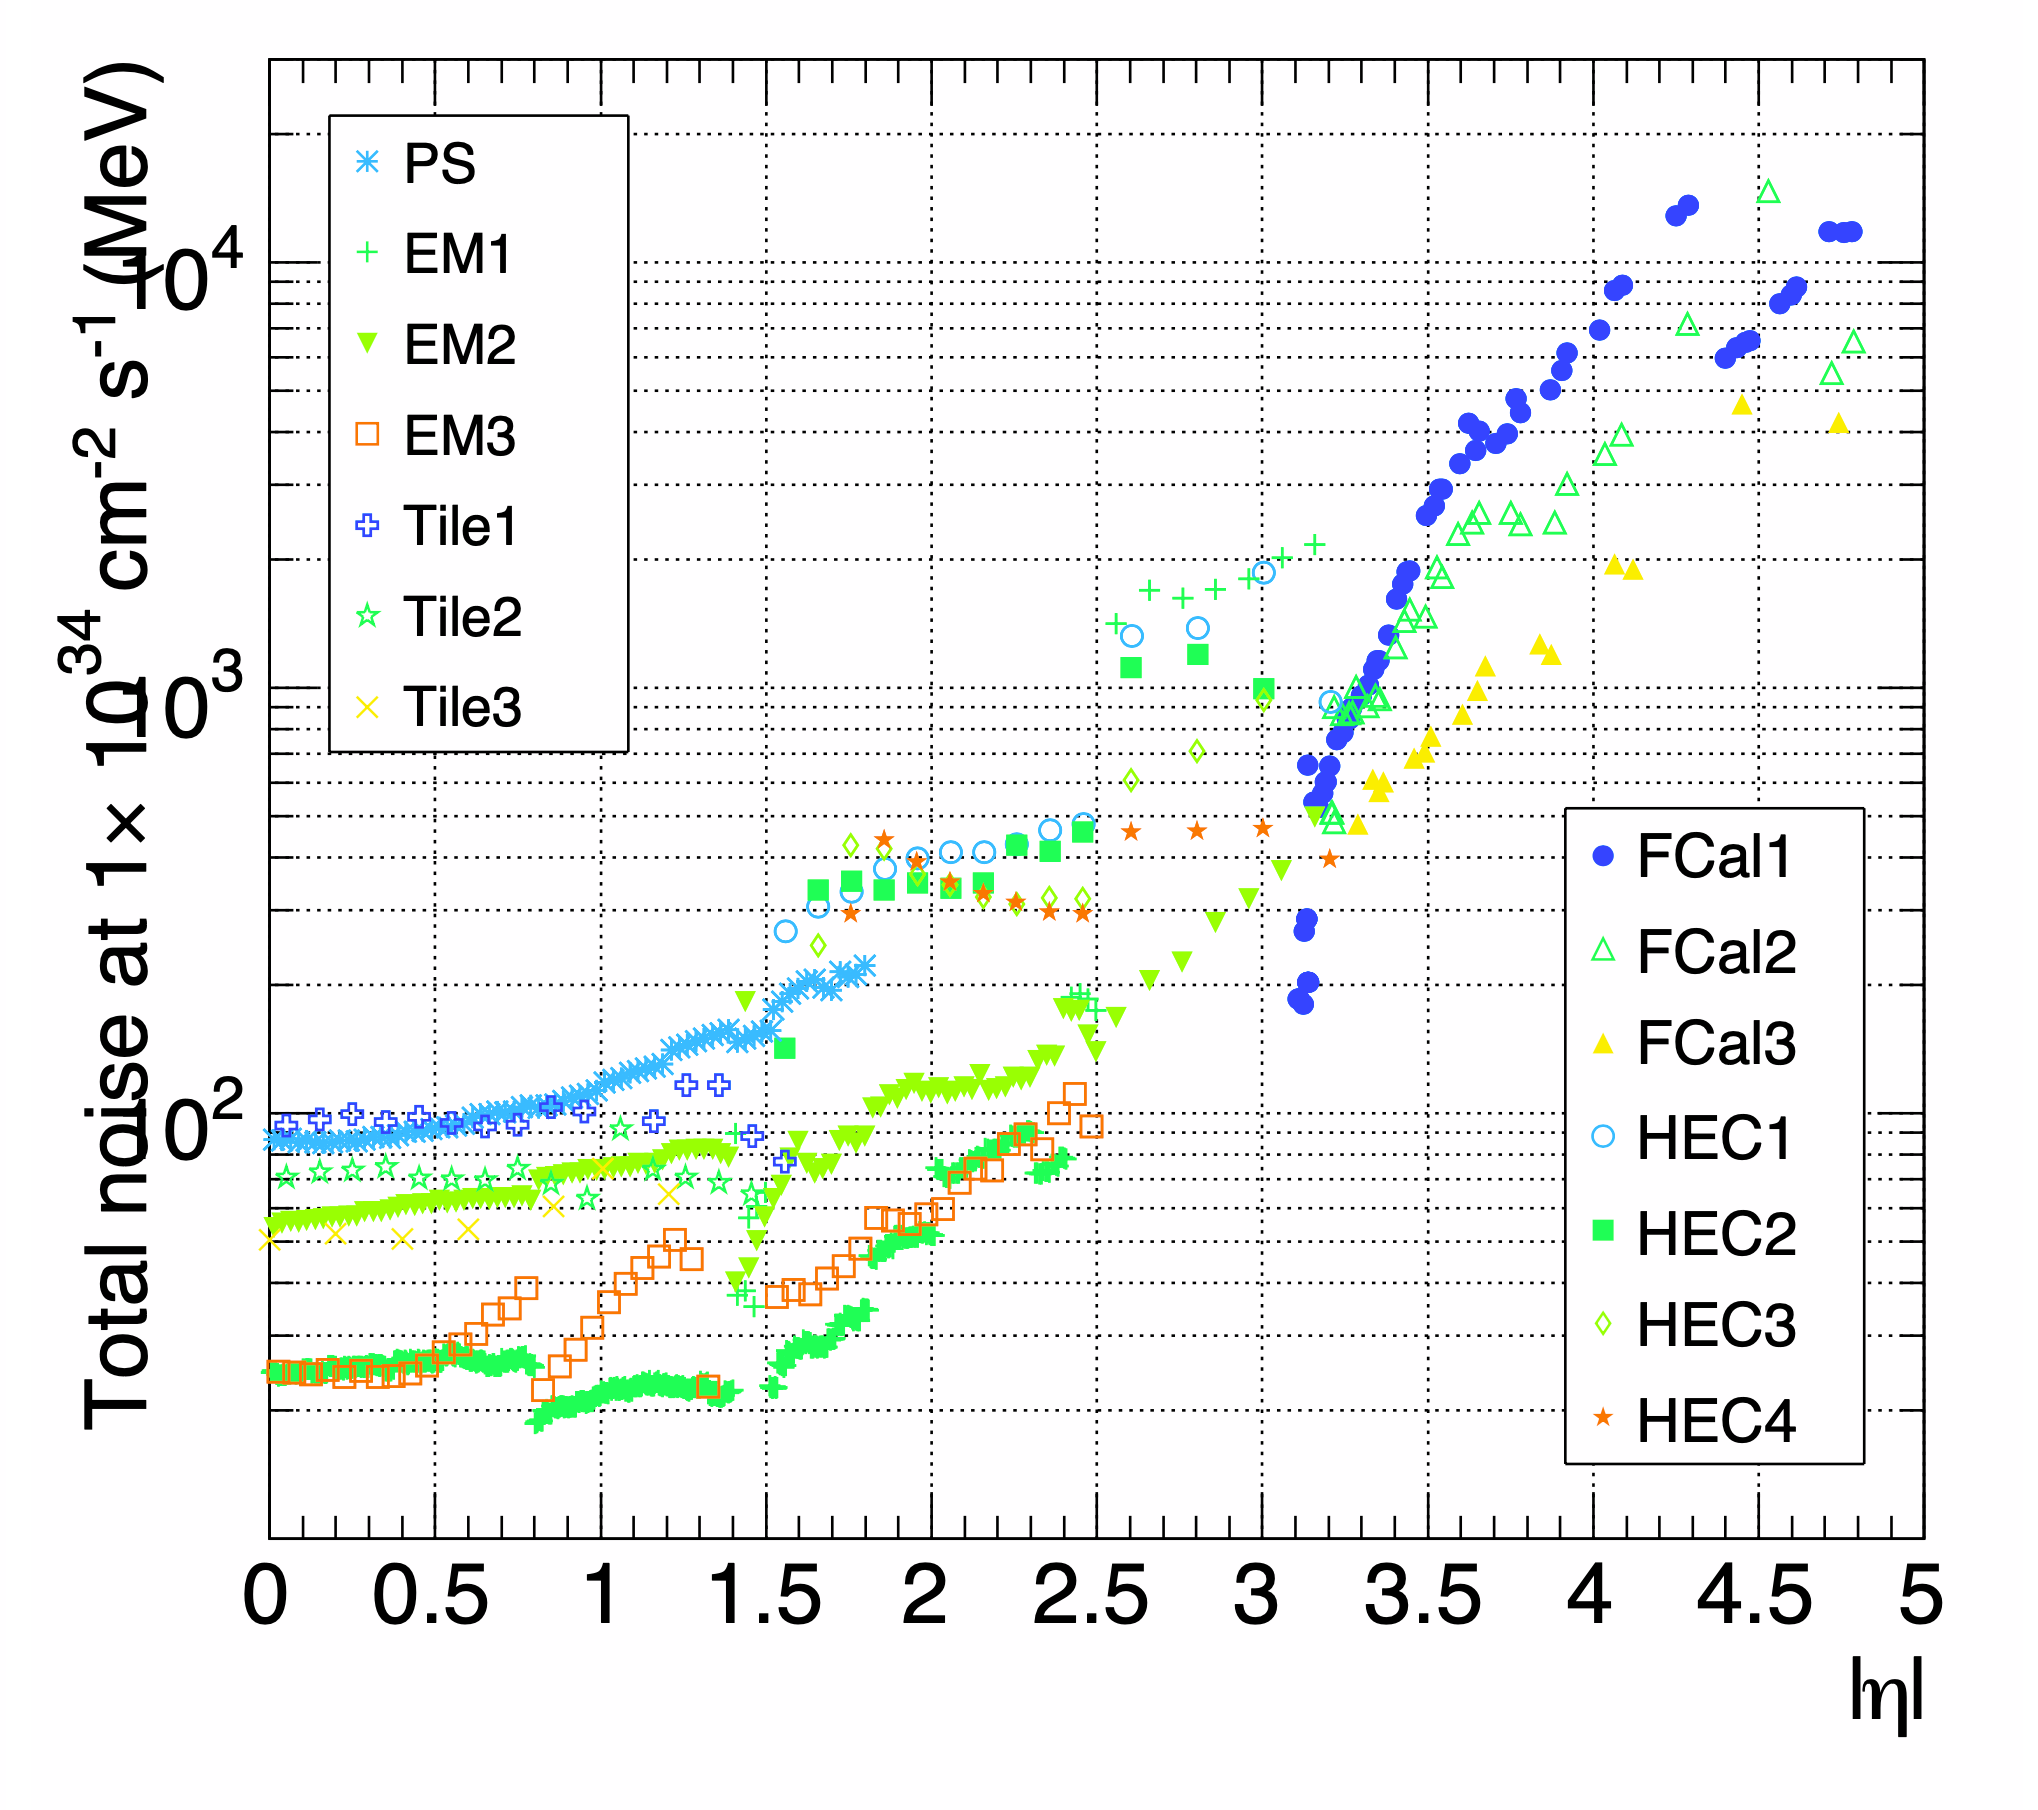 Total noise at 1× 10^34 cm^-2 s^-1 (MeV)
10^4
10^3
10^2
PS
EM1
EM2
EM3
Tile1
Tile2
Tile3
FCal1
FCal2
FCal3
HEC1
HEC2
HEC3
HEC4
0 0.5 1 1.5 2 2.5 3 3.5 4 4.5 5
|η|